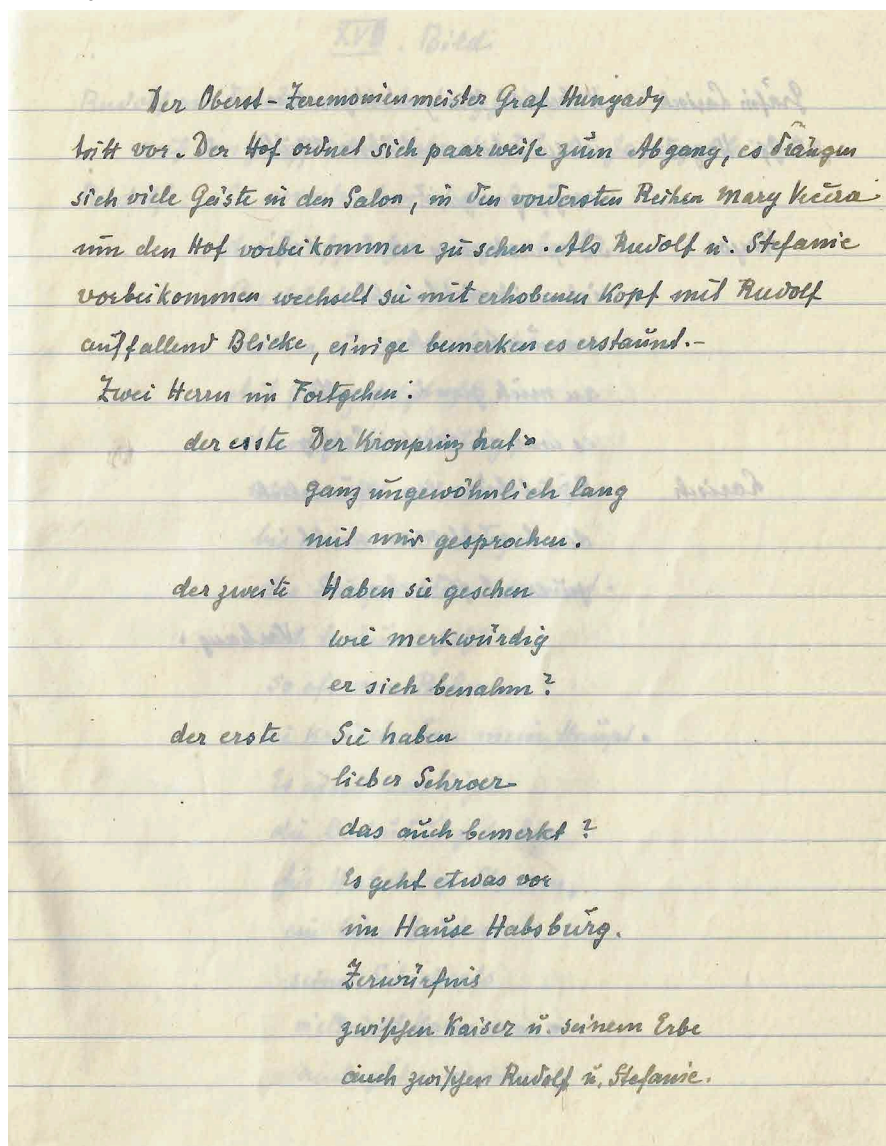 Der Oberst-Zeremonienmeister Graf Hunyady
tritt vor. Der Hof ordnet sich paarweise zum Abgang, es drängen
sich viele Gäste in den Salon, in den vordersten Reihen Mary Vecera
um den Hof vorbeikommen zu sehen. Als Rudolf u. Stefanie
vorbeikommen wechselt sie mit erhobenen Kopf mit Rudolf
auffallend Blicke, einige bemerken es erstaunt.-
Zwei Herrn im Fortgehen:
der erste Der Kronprinz hat
ganz ungewöhnlich lang
mit mir gesprochen.
der zweite Haben sie gesehen
wie merkwürdig
er sich benahm?
der erste Sie haben
lieber Schroer
das auch bemerkt?
Es geht etwas vor
im Hause Habsburg.
Zerwürfnis
zwischen Kaiser u. seinem Erbe
auch zwischen Rudolf u. Stefanie.